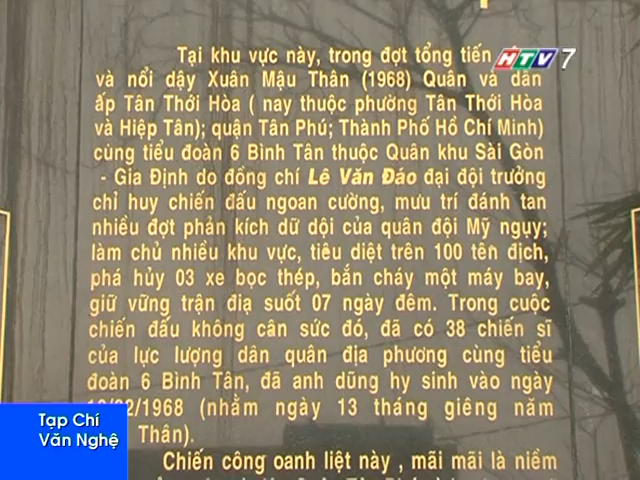 Tại khu vực này, trong đợt tổng tiến
HTV7
và nổi dậy Xuân Mậu Thân (1968) Quân và dân
ấp Tân Thới Hòa ( nay thuộc phường Tân Thới Hòa
và Hiệp Tân); quận Tân Phú; Thành Phố Hồ Chí Minh)
cùng tiểu đoàn 6 Bình Tân thuộc Quân khu Sài Gòn
- Gia Định do đồng chí Lê Văn Đáo đại đội trưởng
chỉ huy chiến đấu ngoan cường, mưu trí đánh tan
nhiều đợt phản kích dữ dội của quân đội Mỹ ngụy;
làm chủ nhiều khu vực, tiêu diệt trên 100 tên địch,
phá hủy 03 xe bọc thép, bắn cháy một máy bay,
giữ vững trận địa suốt 07 ngày đêm. Trong cuộc
chiến đấu không cân sức đó, đã có 38 chiến sĩ
của lực lượng dân quân địa phương cùng tiểu
đoàn 6 Bình Tân, đã anh dũng hy sinh vào ngày
(nhằm ngày 13 tháng giêng năm
Thân).
Chiến công oanh liệt này , mãi mãi là niềm
Tạp Chí
Văn Nghệ